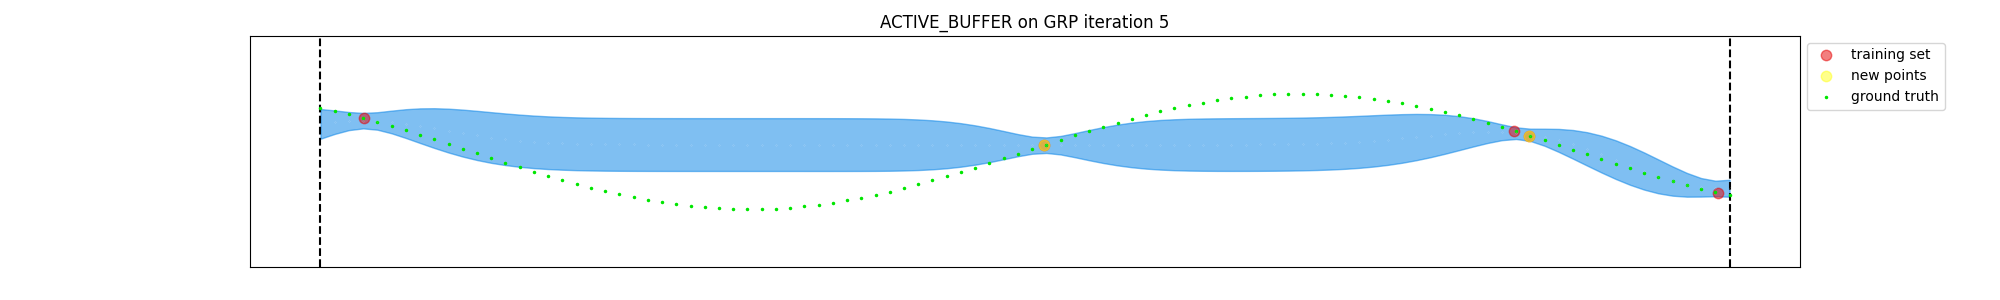 ACTIVE_BUFFER on GRP iteration 5
training set
new points
ground truth